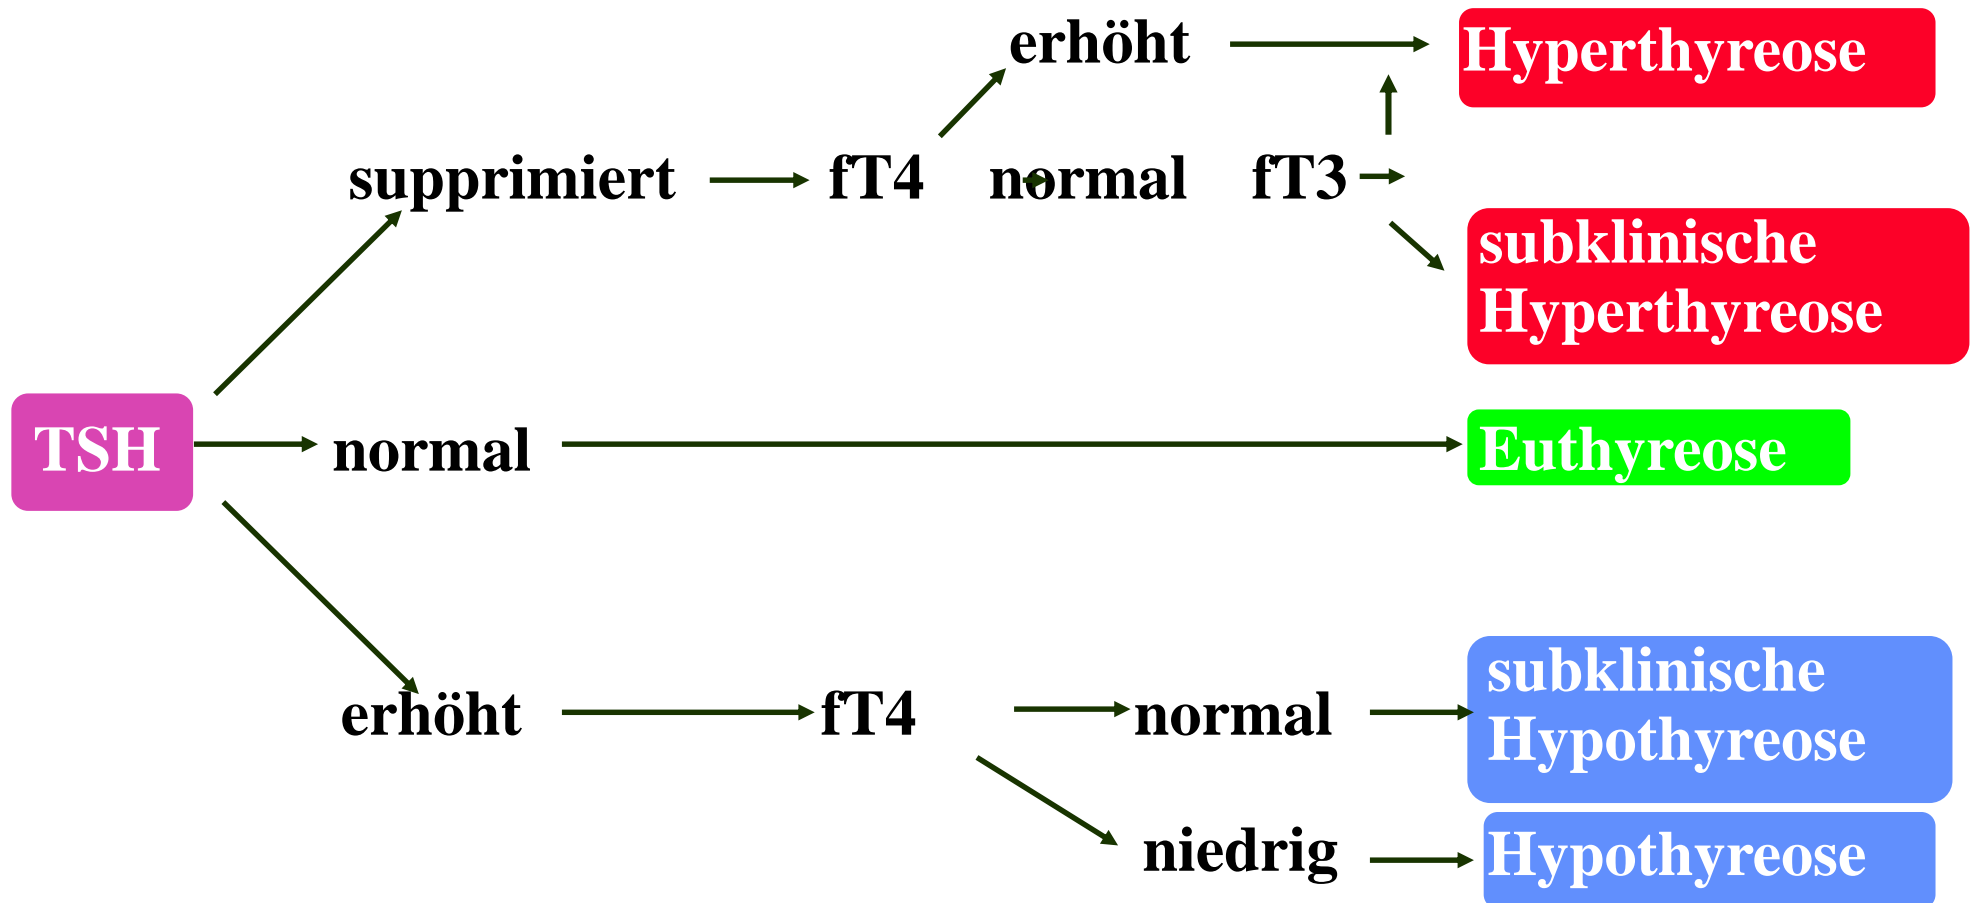 erhöht Hyperthyreose
supprimiert fT4 normal fT3
subklinische
Hyperthyreose
TSH normal Euthyreose
erhöht fT4 normal subklinische
Hypothyreose
niedrig Hypothyreose